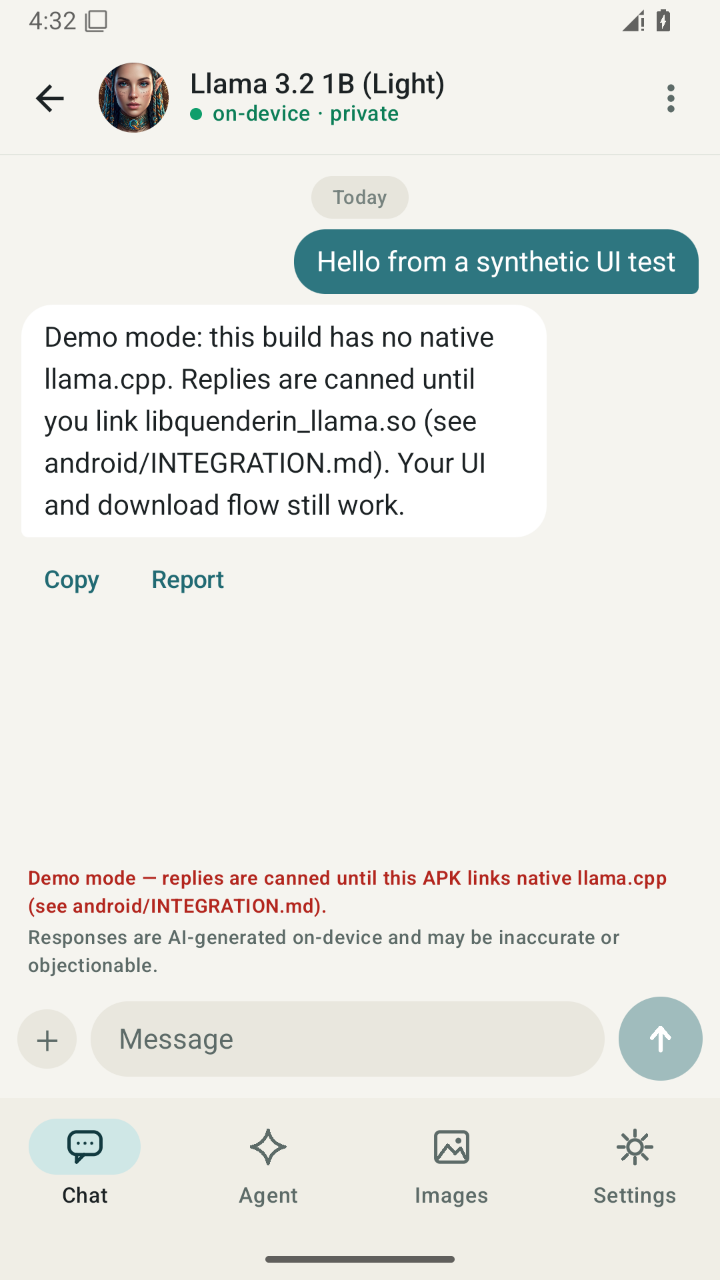 4:32
Llama 3.2 1B (Light)
on-device · private
Today
Hello from a synthetic UI test
Demo mode: this build has no native
llama.cpp. Replies are canned until
you link libquenderin_llama.so (see
android/INTEGRATION.md). Your UI
and download flow still work.
Copy Report
Demo mode — replies are canned until this APK links native llama.cpp
(see android/INTEGRATION.md).
Responses are AI-generated on-device and may be inaccurate or
objectionable.
Message
Chat Agent Images Settings